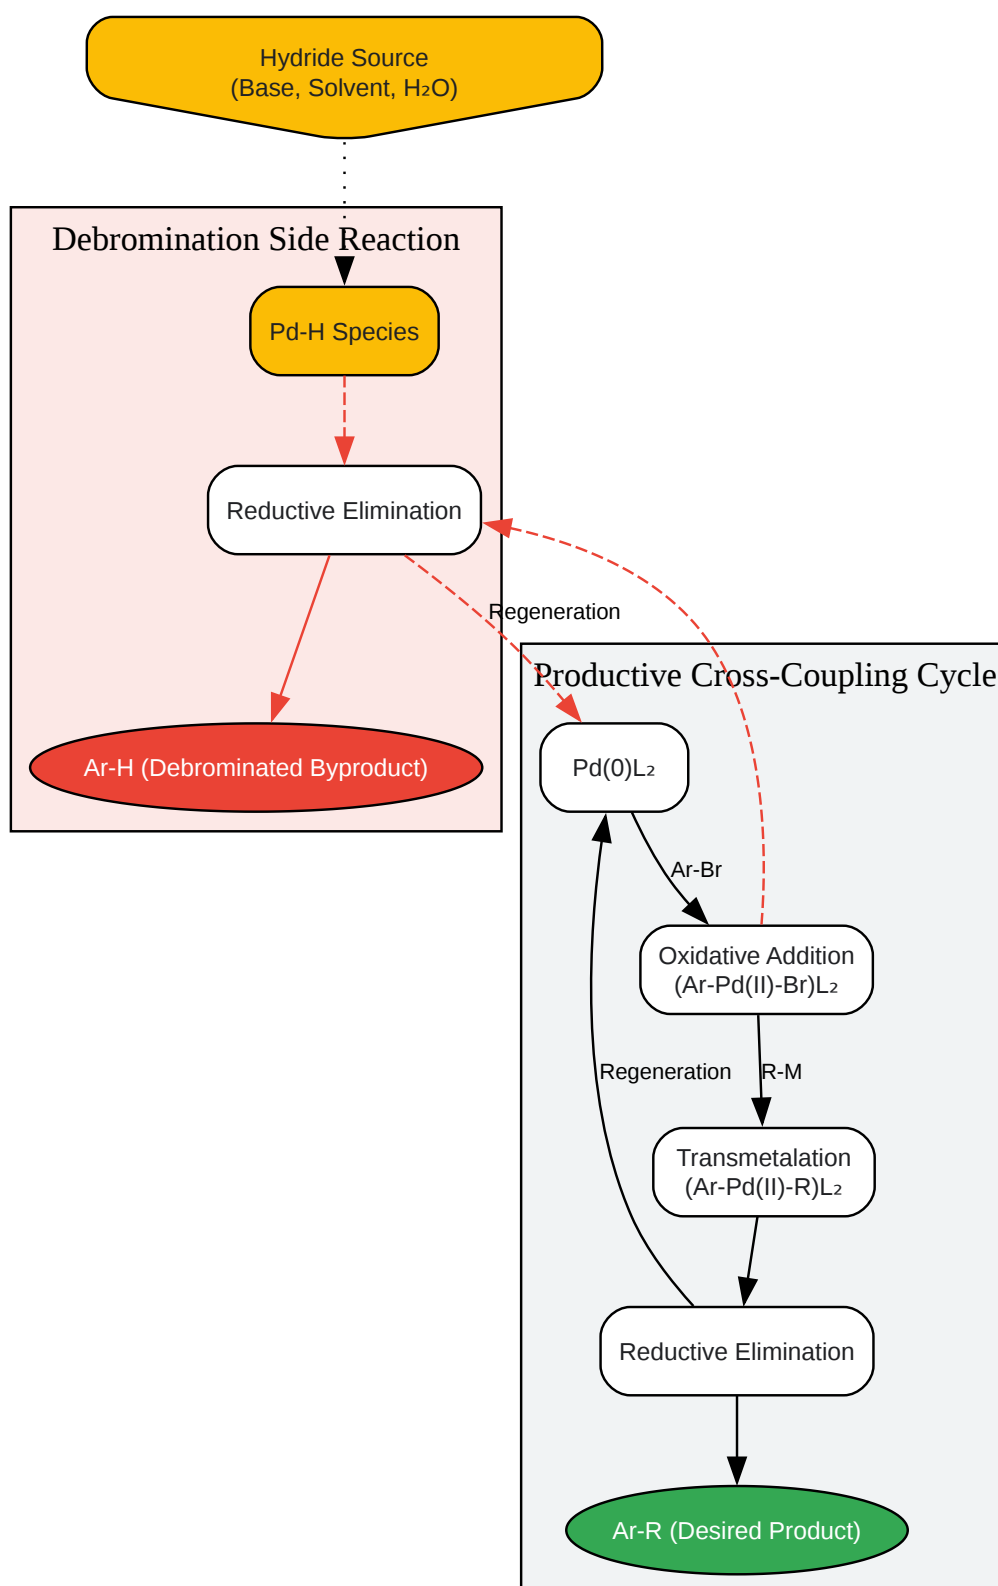 Hydride Source
(Base, Solvent, H₂O)
Debromination Side Reaction
Pd-H Species
Reductive Elimination
Regeneration
Productive Cross-Coupling Cycle
Ar-H (Debrominated Byproduct)
Pd(0)L₂
Ar-Br
Oxidative Addition
(Ar-Pd(II)-Br)L₂
Regeneration
R-M
Transmetalation
(Ar-Pd(II)-R)L₂
Reductive Elimination
Ar-R (Desired Product)